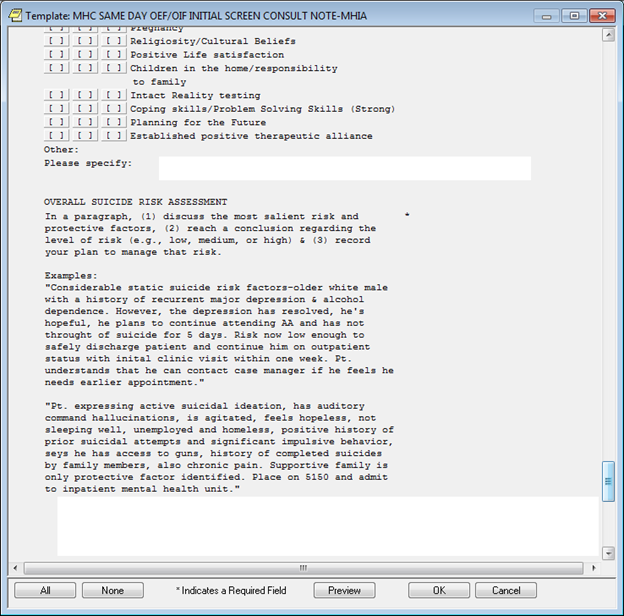 Template: MHC SAME DAY OEF/OIF INITIAL SCREEN CONSULT NOTE-MHIA
[ ] [ ] [ ] Pregnancy
[ ] [ ] [ ] Religiosity/Cultural Beliefs
[ ] [ ] [ ] Positive Life satisfaction
[ ] [ ] [ ] Children in the home/responsibility
to family
[ ] [ ] [ ] Intact Reality testing
[ ] [ ] [ ] Coping skills/Problem Solving Skills (Strong)
[ ] [ ] [ ] Planning for the Future
[ ] [ ] [ ] Established positive therapeutic alliance
Other:
Please specify:
OVERALL SUICIDE RISK ASSESSMENT
In a paragraph, (1) discuss the most salient risk and *
protective factors, (2) reach a conclusion regarding the
level of risk (e.g., low, medium, or high) & (3) record
your plan to manage that risk.
Examples:
"Considerable static suicide risk factors-older white male
with a history of recurrent major depression & alcohol
dependence. However, the depression has resolved, he's
hopeful, he plans to continue attending AA and has not
throught of suicide for 5 days. Risk now low enough to
safely discharge patient and continue him on outpatient
status with inital clinic visit within one week. Pt.
understands that he can contact case manager if he feels he
needs earlier appointment."
"Pt. expressing active suicidal ideation, has auditory
command hallucinations, is agitated, feels hopeless, not
sleeping well, unemployed and homeless, positive history of
prior suicidal attempts and significant impulsive behavior,
seys he has access to guns, history of completed suicides
by family members, also chronic pain. Supportive family is
only protective factor identified. Place on 5150 and admit
to inpatient mental health unit."
All None * Indicates a Required Field Preview OK Cancel